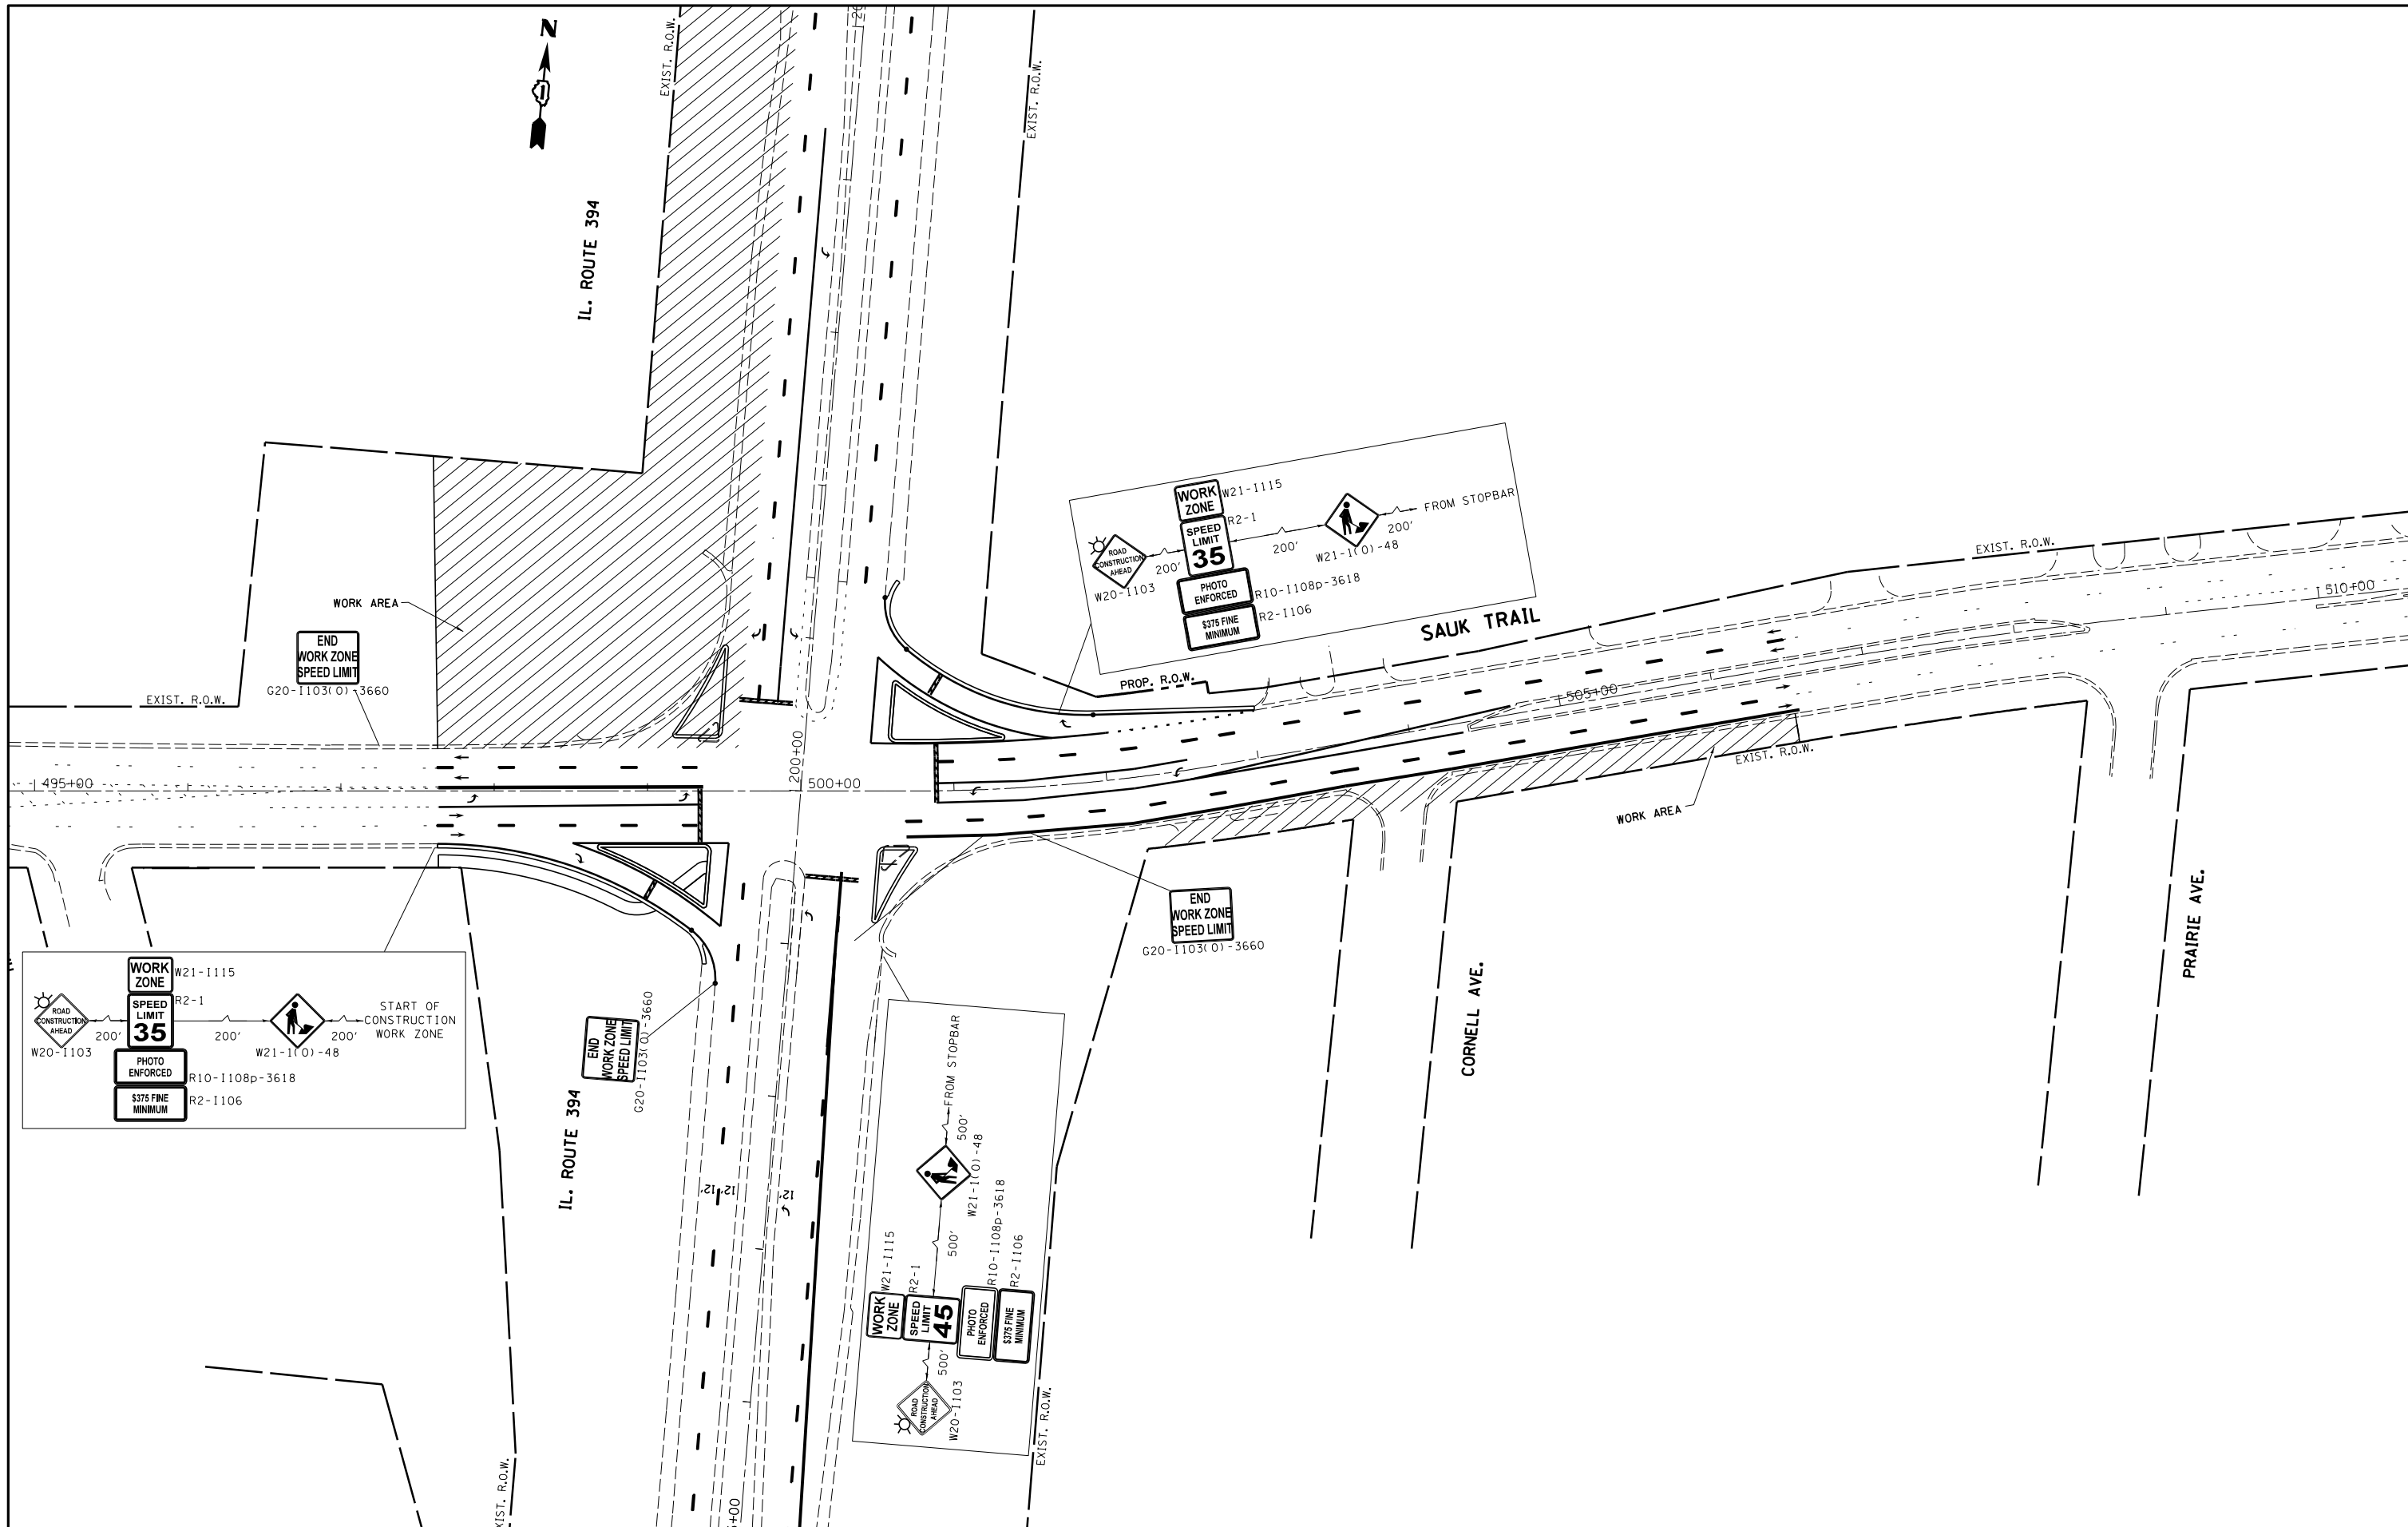 N
EXIST. R.O.W.
20
EXIST. R.O.W.
IL. ROUTE 394
WORK AREA
END
WORK ZONE
SPEED LIMIT
G20-I103(O)-3660
EXIST. R.O.W.
WORK
ZONE
W21-I115
SPEED
LIMIT
35
R2-1
ROAD
CONSTRUCTION
AHEAD
W20-I103
200'
200'
W21-1(O)-48
200'
FROM STOPBAR
PHOTO
ENFORCED
R10-I108p-3618
$375 FINE
MINIMUM
R2-I106
SAUK TRAIL
PROP. R.O.W.
EXIST. R.O.W.
510+00
505+00
495+00
200+00
500+00
EXIST. R.O.W.
WORK AREA
END
WORK ZONE
SPEED LIMIT
G20-I103(O)-3660
PRAIRIE AVE.
CORNELL AVE.
WORK
ZONE
W21-I115
SPEED
LIMIT
35
R2-1
ROAD
CONSTRUCTION
AHEAD
W20-I103
200'
200'
W21-1(O)-48
200'
START OF
CONSTRUCTION
WORK ZONE
PHOTO
ENFORCED
R10-I108p-3618
$375 FINE
MINIMUM
R2-I106
END
WORK ZONE
SPEED LIMIT
G20-I103(O)-3660
IL. ROUTE 394
12'
12'
12'
FROM STOPBAR
500'
W21-1(O)-48
500'
WORK
ZONE
W21-I115
SPEED
LIMIT
45
R2-1
PHOTO
ENFORCED
R10-I108p-3618
$375 FINE
MINIMUM
R2-I106
500'
ROAD
CONSTRUCTION
AHEAD
W20-I103
EXIST. R.O.W.
XIST. R.O.W.
+00